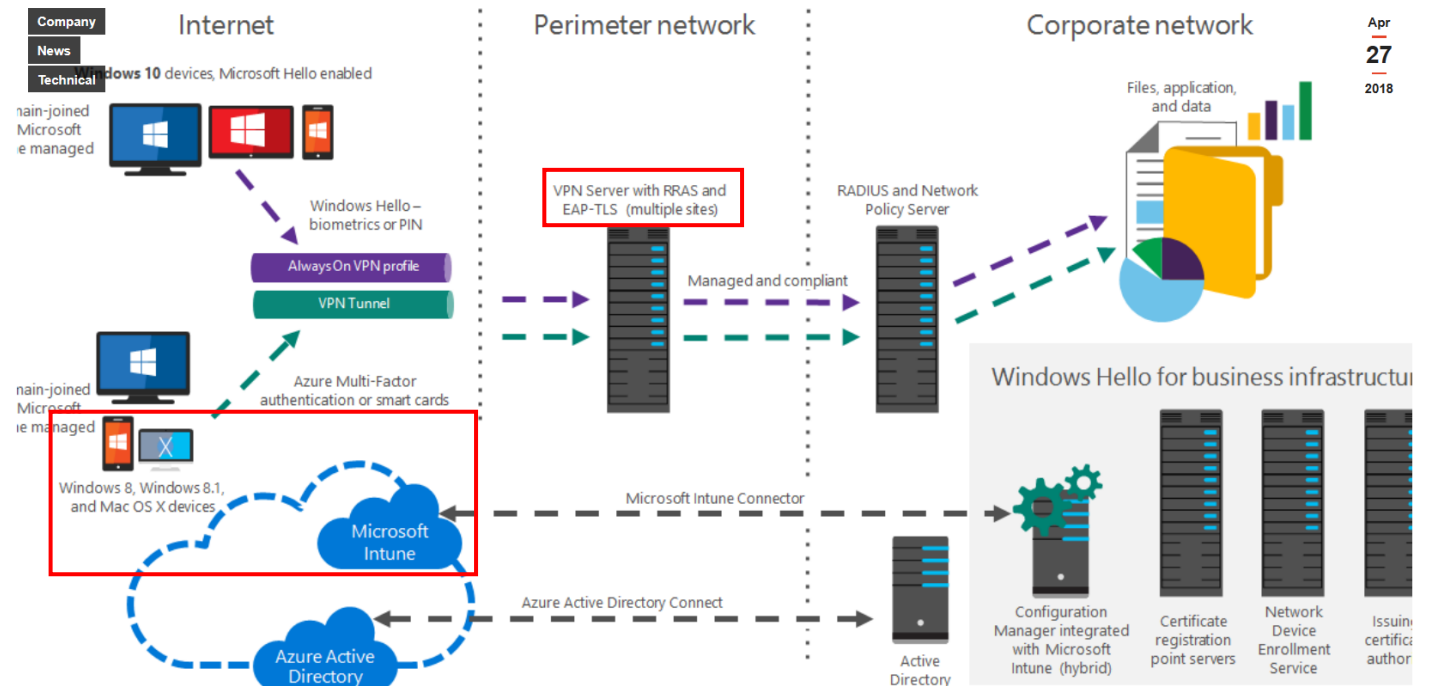 Company
News
Technical
Internet
Perimeter network
Corporate network
Apr
27
2018
Windows 10 devices, Microsoft Hello enabled
Microsoft
managed
Windows Hello –
biometrics or PIN
Always On VPN profile
VPN Tunnel
VPN Server with RRAS and
EAP-TLS (multiple sites)
Managed and compliant
RADIUS and Network
Policy Server
Files, application,
and data
Azure Multi-Factor
authentication or smart cards
Microsoft
managed
Windows 8, Windows 8.1,
and Mac OS X devices
X
Microsoft
Intune
Microsoft Intune Connector
Azure Active Directory Connect
Azure Active
Directory
Active
Directory
Windows Hello for business infrastructur
Configuration
Manager integrated
with Microsoft
Intune (hybrid)
Certificate
registration
point servers
Network
Device
Enrollment
Service
Issuing
certifica
author